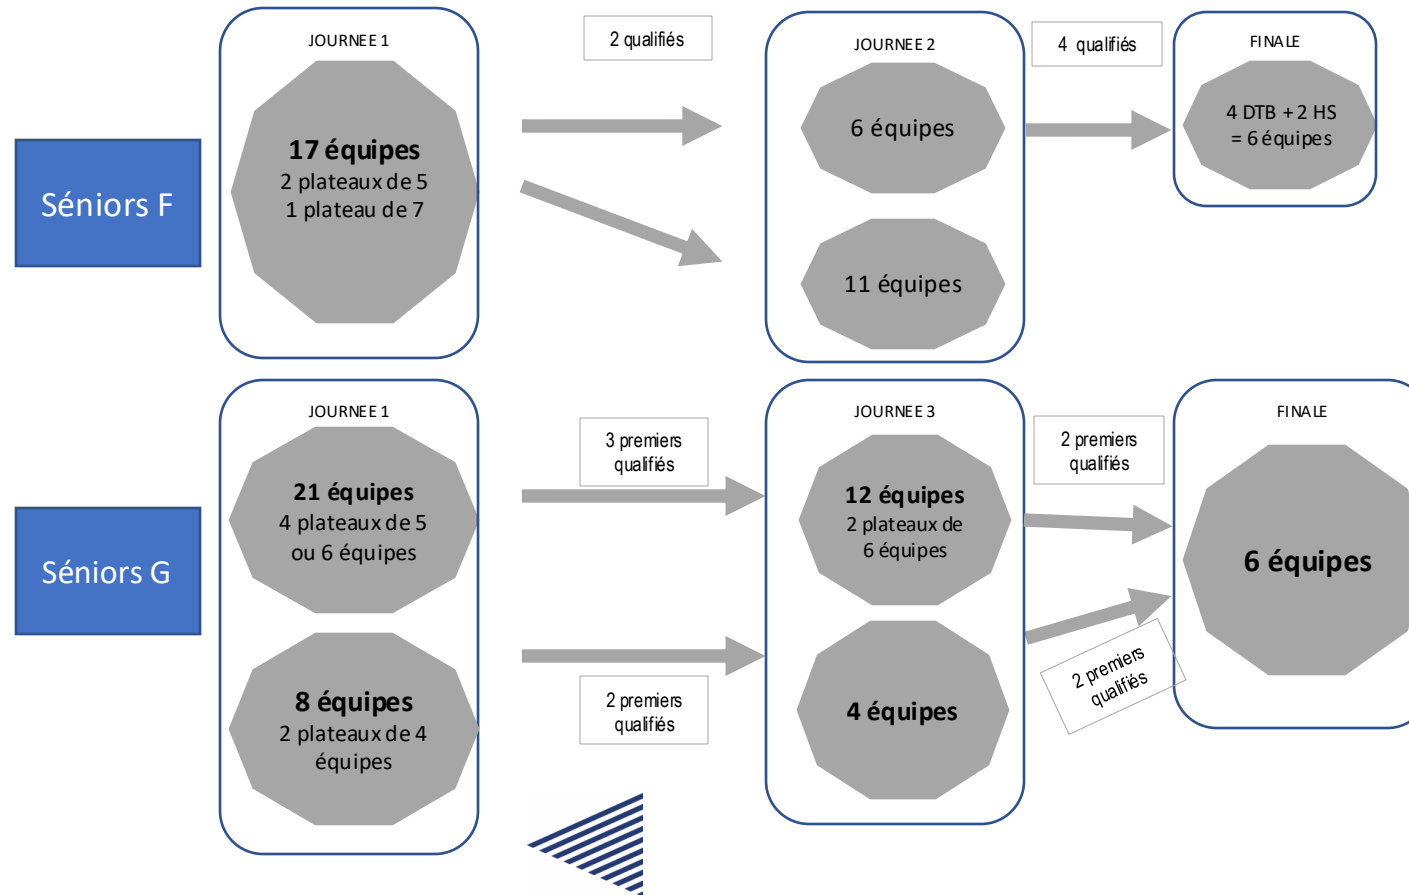 Séniors F
JOURNEE 1
17 équipes
2 plateaux de 5
1 plateau de 7
2 qualifiés
JOURNEE 2
6 équipes
11 équipes
4 qualifiés
FINALE
4 DTB + 2 HS
= 6 équipes
Séniors G
JOURNEE 1
21 équipes
4 plateaux de 5
ou 6 équipes
8 équipes
2 plateaux de 4
équipes
3 premiers
qualifiés
2 premiers
qualifiés
JOURNEE 3
12 équipes
2 plateaux de
6 équipes
4 équipes
2 premiers
qualifiés
2 premiers
qualifiés
FINALE
6 équipes